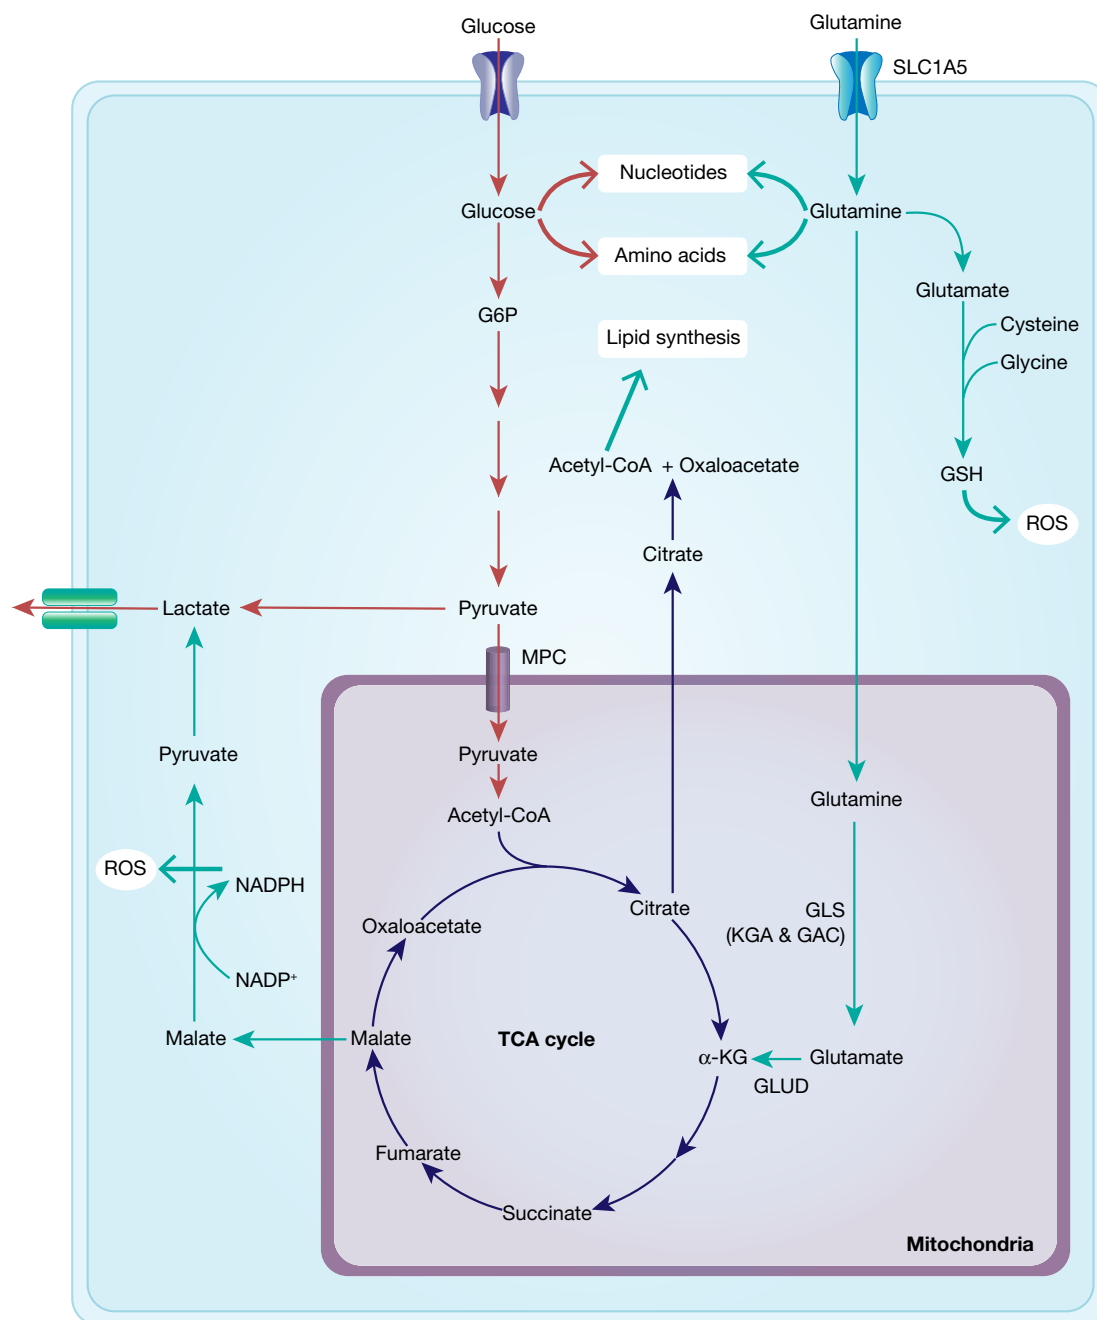 Glucose
Glutamine
SLC1A5
Nucleotides
Glucose
Glutamine
Amino acids
Glutamate
G6P
Cysteine
Lipid synthesis
Glycine
Acetyl-CoA + Oxaloacetate
GSH
ROS
Citrate
Lactate
Pyruvate
MPC
Pyruvate
Pyruvate
Glutamine
Acetyl-CoA
ROS
NADPH
Citrate
GLS
(KGA & GAC)
Oxaloacetate
NADP⁺
Malate
Malate
TCA cycle
α-KG
Glutamate
GLUD
Fumarate
Succinate
Mitochondria